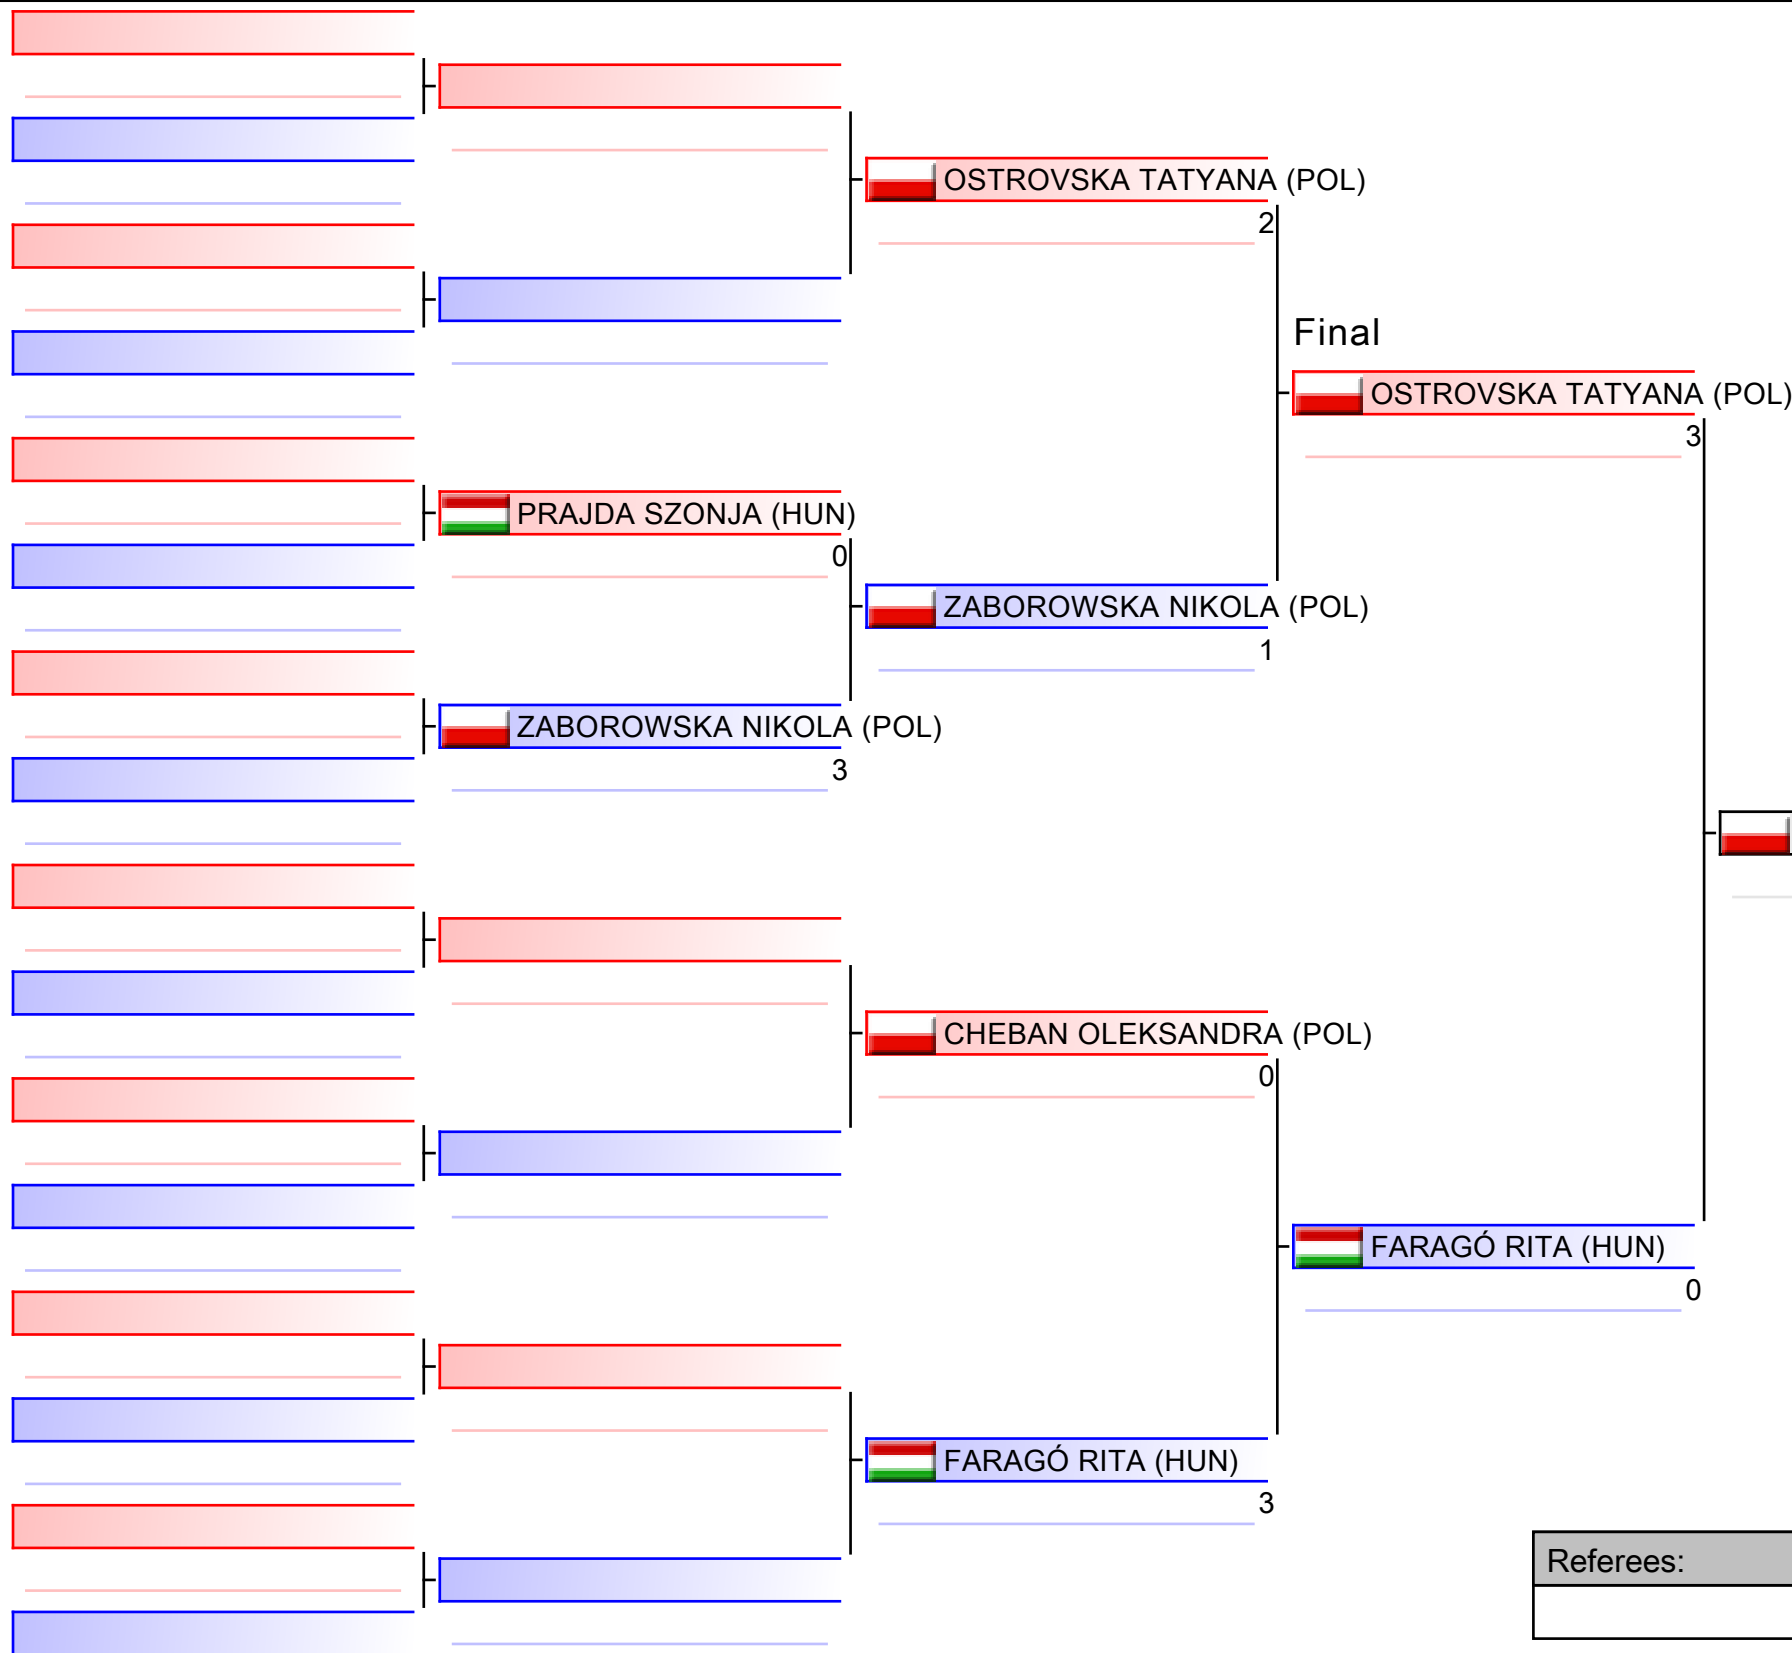 OSTROVSKA TATYANA (POL)
2
Final
OSTROVSKA TATYANA (POL)
3
PRAJDA SZONJA (HUN)
0
ZABOROWSKA NIKOLA (POL)
1
ZABOROWSKA NIKOLA (POL)
3
CHEBAN OLEKSANDRA (POL)
0
FARAGÓ RITA (HUN)
0
FARAGÓ RITA (HUN)
3
Referees: